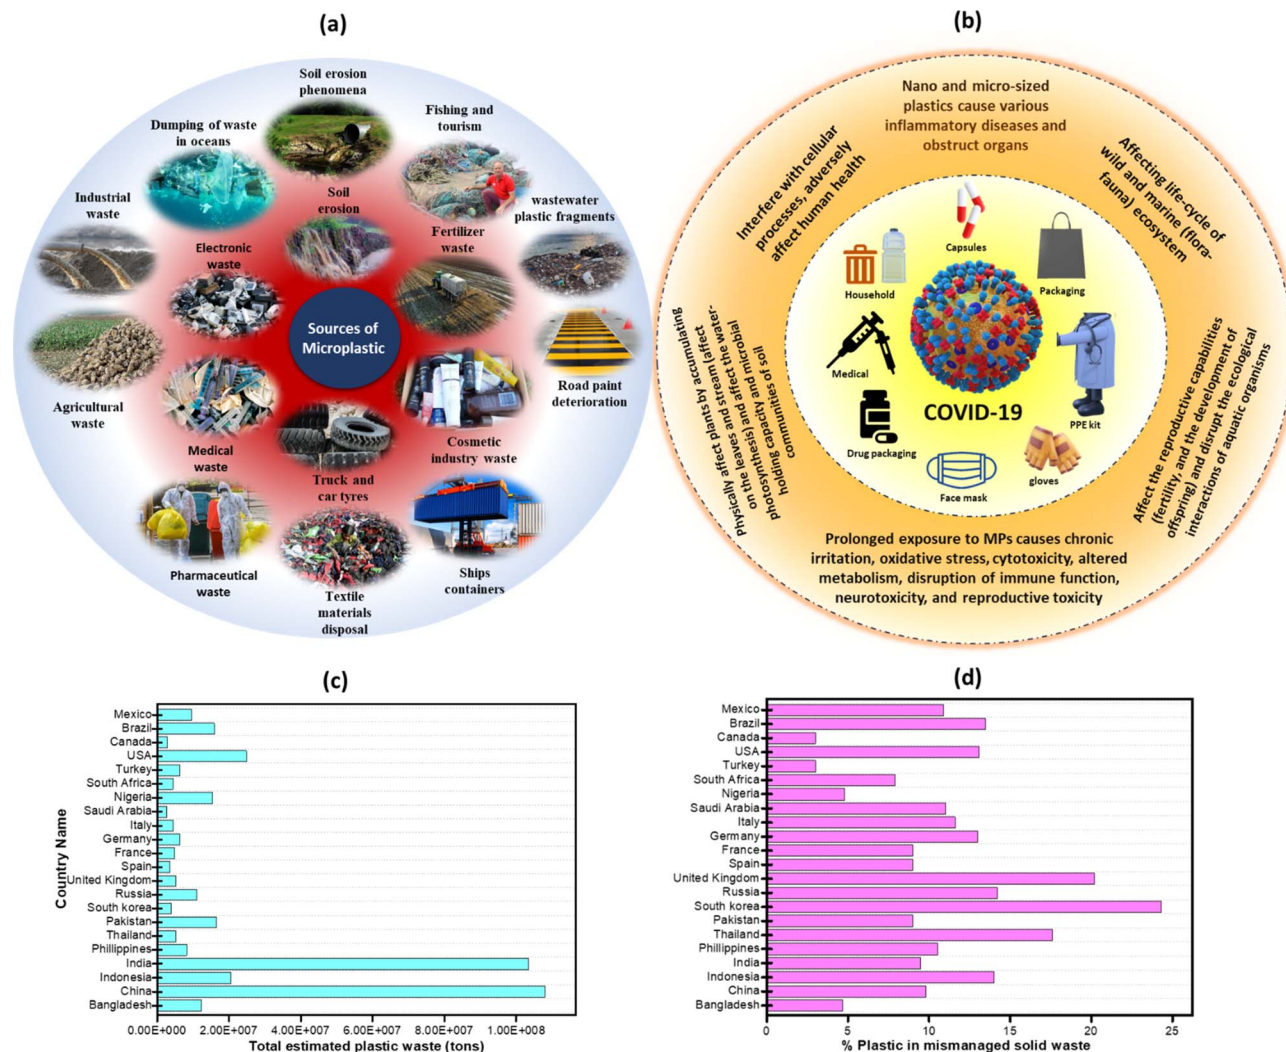 (a)
Soil erosion
phenomena
Fishing and
tourism
Dumping of waste
in oceans
Industrial
waste
Soil
erosion
wastewater
plastic fragments
Fertilizer
waste
Electronic
waste
Sources of
Microplastic
Road paint
deterioration
Agricultural
waste
Medical
waste
Cosmetic
industry waste
Truck and
car tyres
Pharmaceutical
waste
Textile
materials
disposal
Ships
containers
(b)
Nano and micro-sized
plastics cause various
inflammatory diseases and
obstruct organs
Interfere with cellular
processes, adversely
affect human health
Affecting life-cycle of
wild and marine (flora-
fauna) ecosystem
Capsules
Packaging
Household
Medical
COVID-19
PPE kit
Drug packaging
Face mask
gloves
Physically affect plants by accumulating
on the leaves and stream (affect
photosynthesis) and affect the water-
holding capacity and microbial
communities of soil
Affect the reproductive capabilities
(fertility, and the development of
offspring) and disrupt the ecological
interactions of aquatic organisms
Prolonged exposure to MPs causes chronic
irritation, oxidative stress, cytotoxicity, altered
metabolism, disruption of immune function,
neurotoxicity, and reproductive toxicity
(c)
Country Name
Mexico
Brazil
Canada
USA
Turkey
South Africa
Nigeria
Saudi Arabia
Italy
Germany
France
Spain
United Kingdom
Russia
South korea
Pakistan
Thailand
Phillippines
India
Indonesia
China
Bangladesh
0.00E+000 2.00E+007 4.00E+007 6.00E+007 8.00E+007 1.00E+008
Total estimated plastic waste (tons)
(d)
Mexico
Brazil
Canada
USA
Turkey
South Africa
Nigeria
Saudi Arabia
Italy
Germany
France
Spain
United Kingdom
Russia
South korea
Pakistan
Thailand
Phillippines
India
Indonesia
China
Bangladesh
0 5 10 15 20 25
% Plastic in mismanaged solid waste